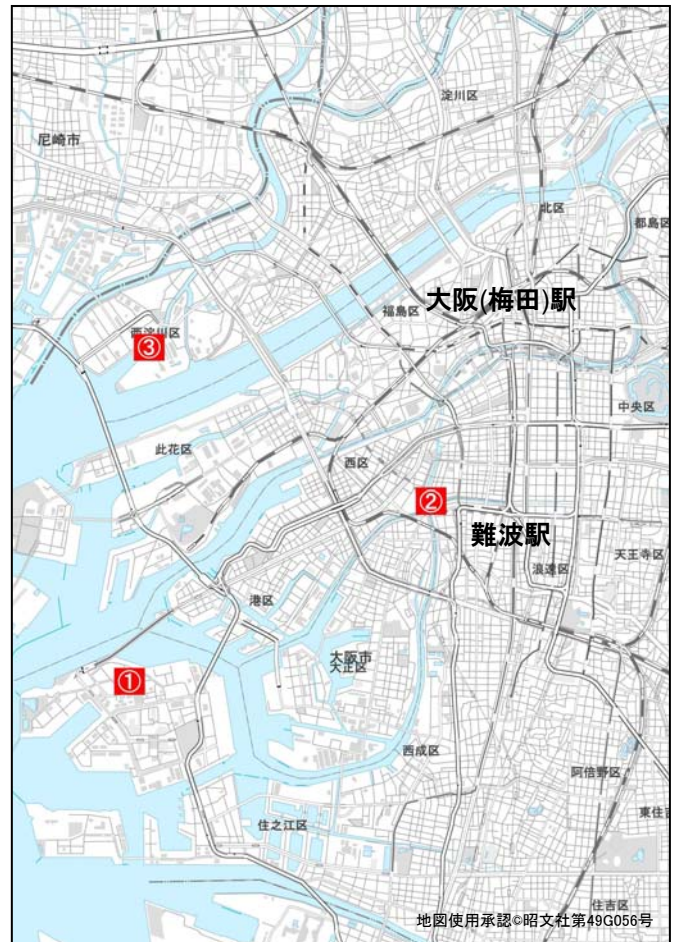 淀川区
尼崎市
北区
都島区
大阪(梅田)駅
福島区
西淀川区
③
中央区
此花区
西区
②
難波駅
天王寺区
浪速区
港区
大阪市
大正区
①
西成区
阿倍野区
東住吉
住之江区
住吉区
地図使用承認©昭文社第49G056号